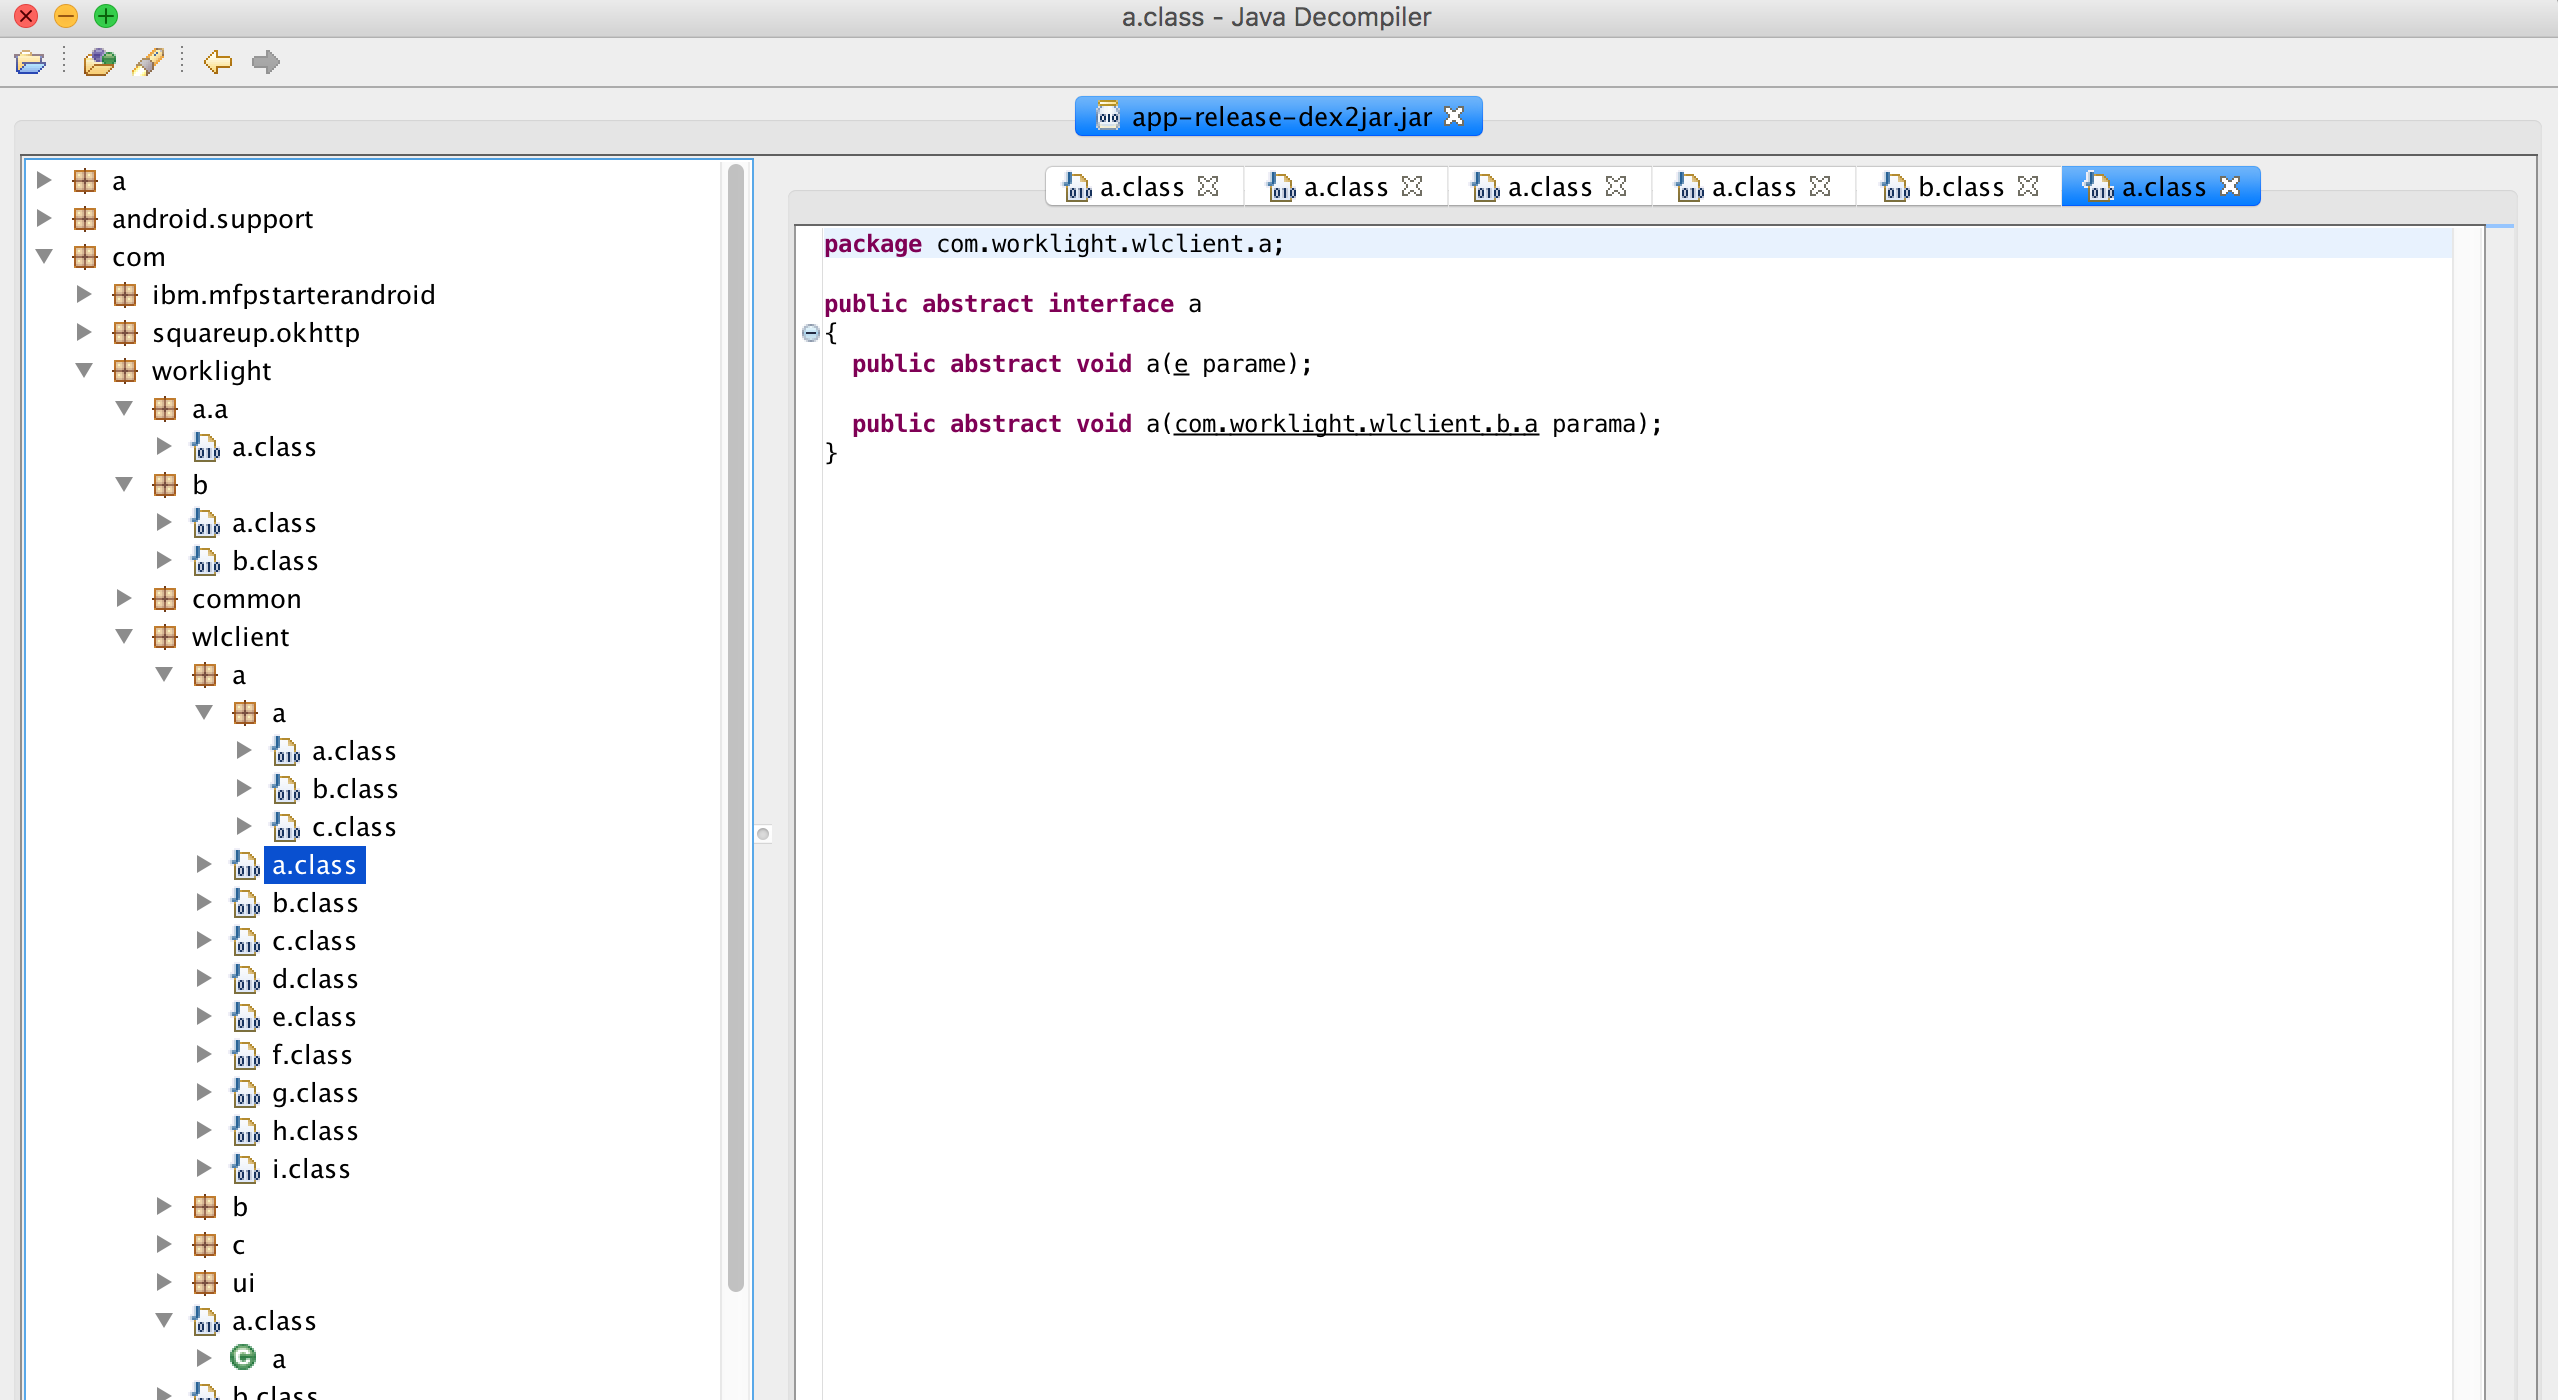 a.class - Java Decompiler
app-release-dex2jar.jar
a
android.support
com
ibm.mfpstarterandroid
squareup.okhttp
worklight
a.a
a.class
b
a.class
b.class
common
wlclient
a
a
a.class
b.class
c.class
a.class
b.class
c.class
d.class
e.class
f.class
g.class
h.class
i.class
b
c
ui
a.class
a
b.class
a.class a.class a.class a.class b.class a.class
package com.worklight.wlclient.a;
public abstract interface a
{
public abstract void a(e parame);
public abstract void a(com.worklight.wlclient.b.a parama);
}